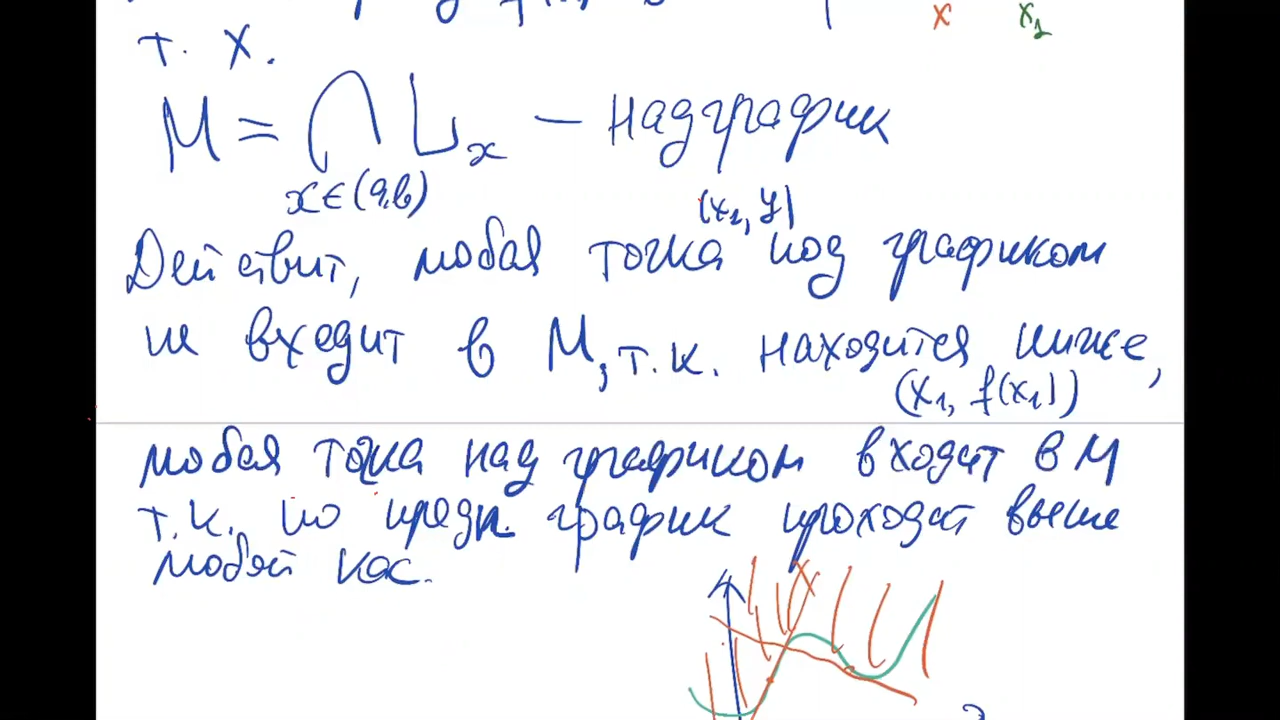 x x₁
т. x.
M = ⋂ L_x — надграфик
x∈(a,b)
(x₁, y)
Действит, любая точка под графиком
не входит в M, т.к. находится ниже,
(x₁, f(x₁))
любая точка над графиком входит в M
т.к. по предп. график проходит выше
любой кас.